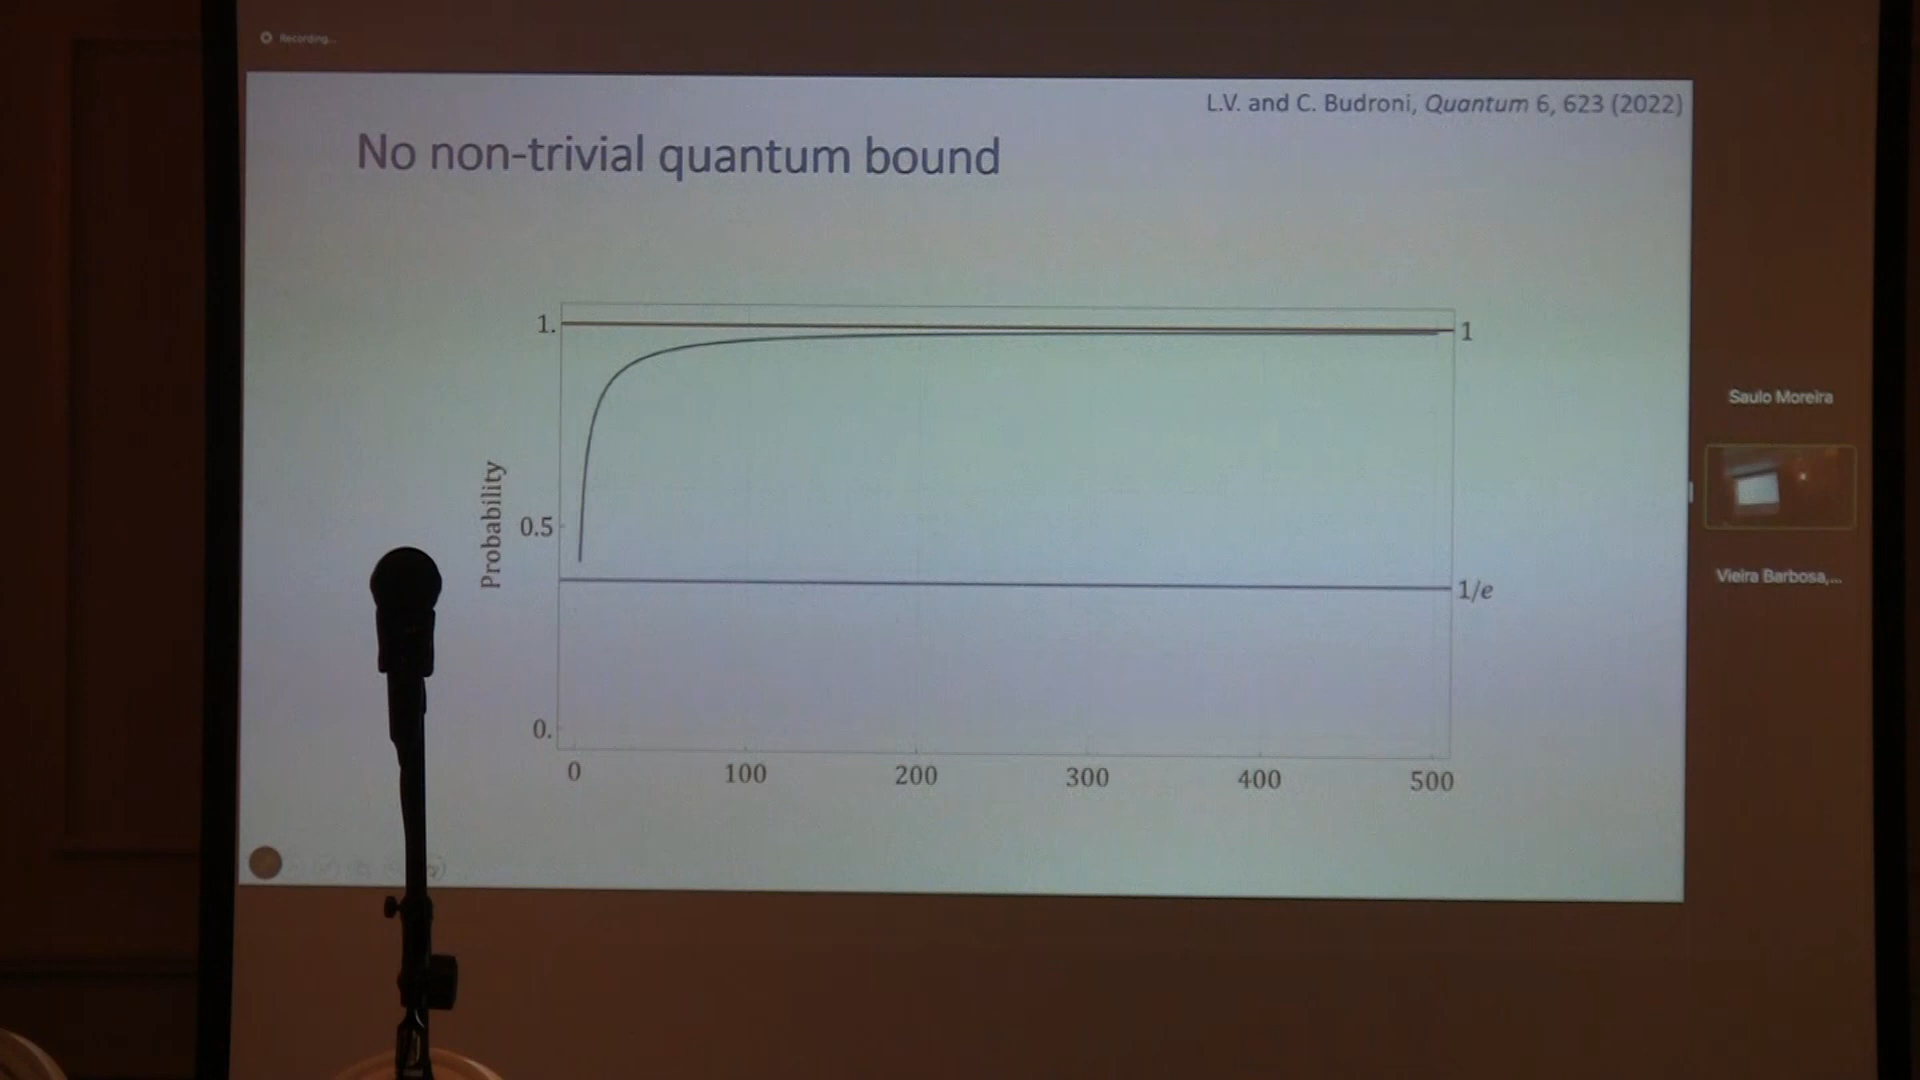 Recording...
L.V. and C. Budroni, Quantum 6, 623 (2022)
No non-trivial quantum bound
1.
1
Probability
0.5
1/e
0.
0 100 200 300 400 500
Saulo Moreira
Vieira Barbosa,...